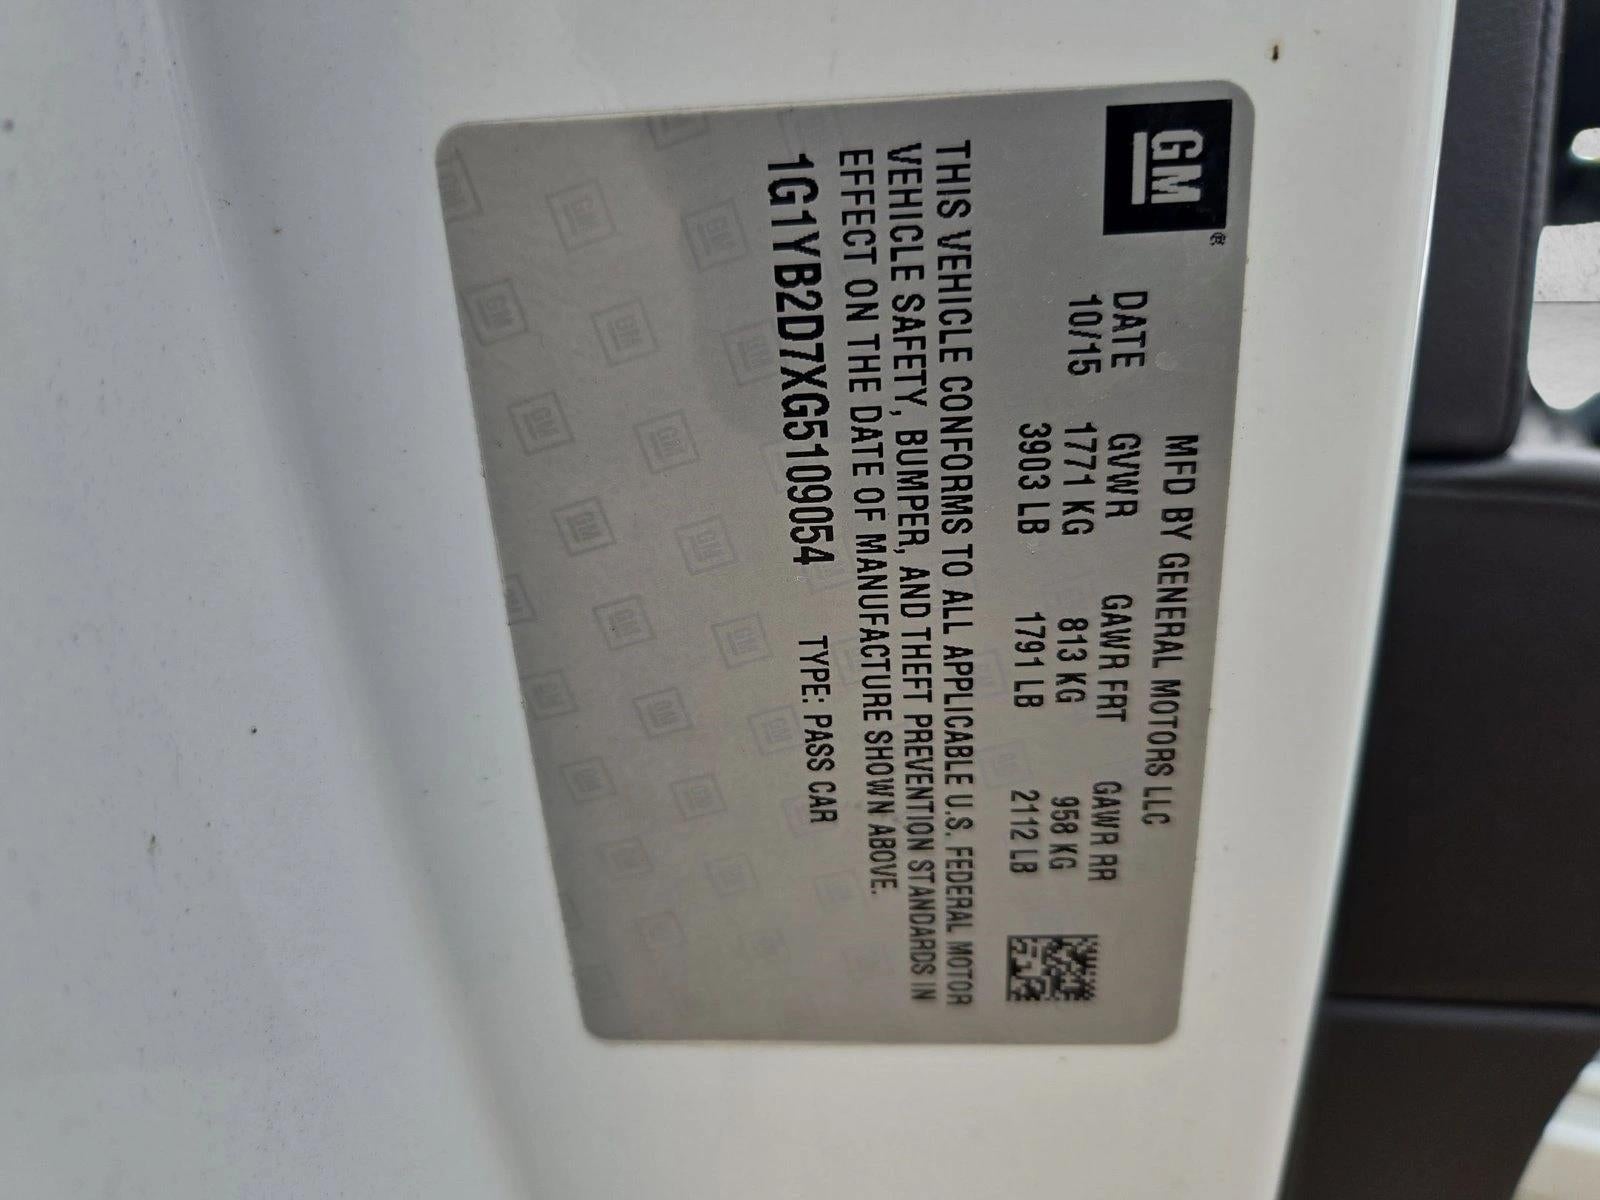 GM®
MFD BY GENERAL MOTORS LLC
DATE GVWR GAWR FRT GAWR RR
10/15 1771 KG 813 KG 958 KG
3903 LB 1791 LB 2112 LB
THIS VEHICLE CONFORMS TO ALL APPLICABLE U.S. FEDERAL MOTOR
VEHICLE SAFETY, BUMPER, AND THEFT PREVENTION STANDARDS IN
EFFECT ON THE DATE OF MANUFACTURE SHOWN ABOVE.
1G1YB2D7XG5109054 TYPE: PASS CAR